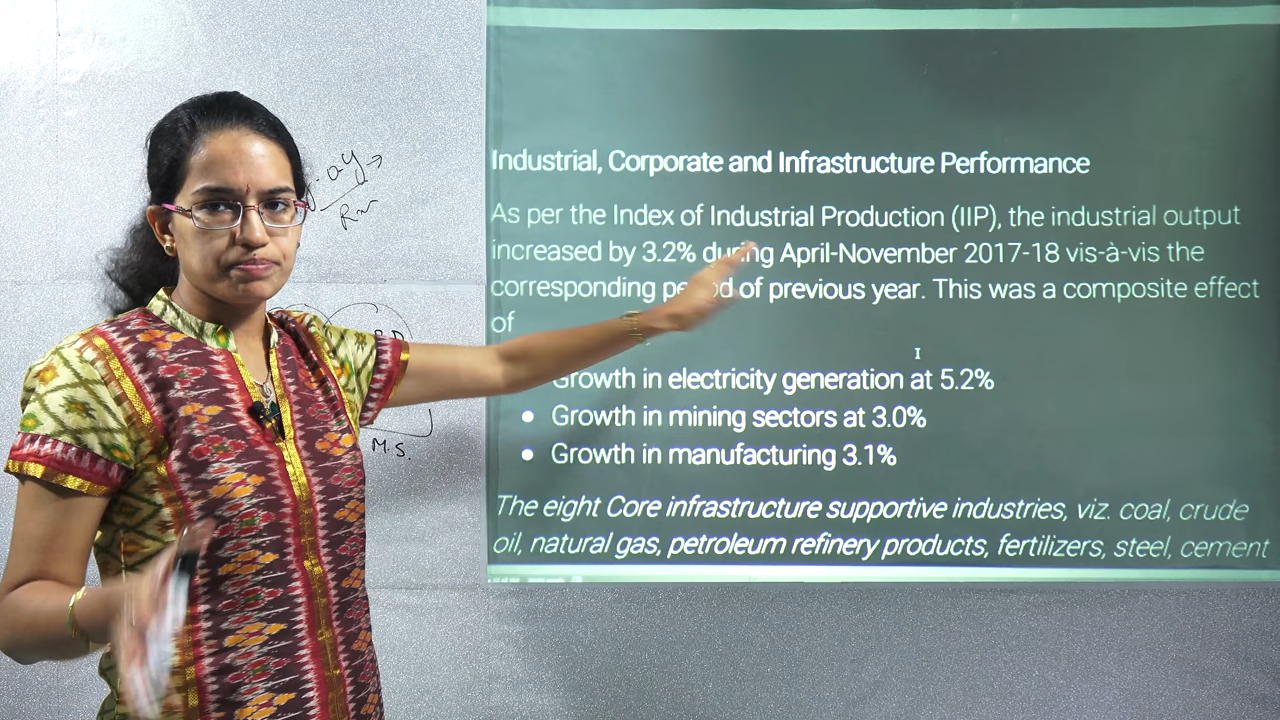 Industrial, Corporate and Infrastructure Performance
As per the Index of Industrial Production (IIP), the industrial output
increased by 3.2% during April-November 2017-18 vis-à-vis the
corresponding period of previous year. This was a composite effect
of
Growth in electricity generation at 5.2%
• Growth in mining sectors at 3.0%
• Growth in manufacturing 3.1%
The eight Core infrastructure supportive industries, viz. coal, crude
oil, natural gas, petroleum refinery products, fertilizers, steel, cement
M.S.